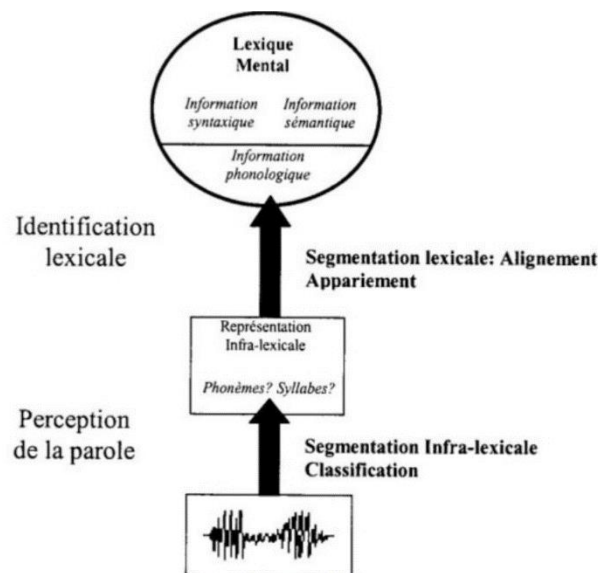 Lexique
Mental
Information
syntaxique
Information
sémantique
Information
phonologique
Identification
lexicale
Segmentation lexicale: Alignement
Appariement
Représentation
Infra-lexicale
Phonèmes? Syllabes?
Perception
de la parole
Segmentation Infra-lexicale
Classification